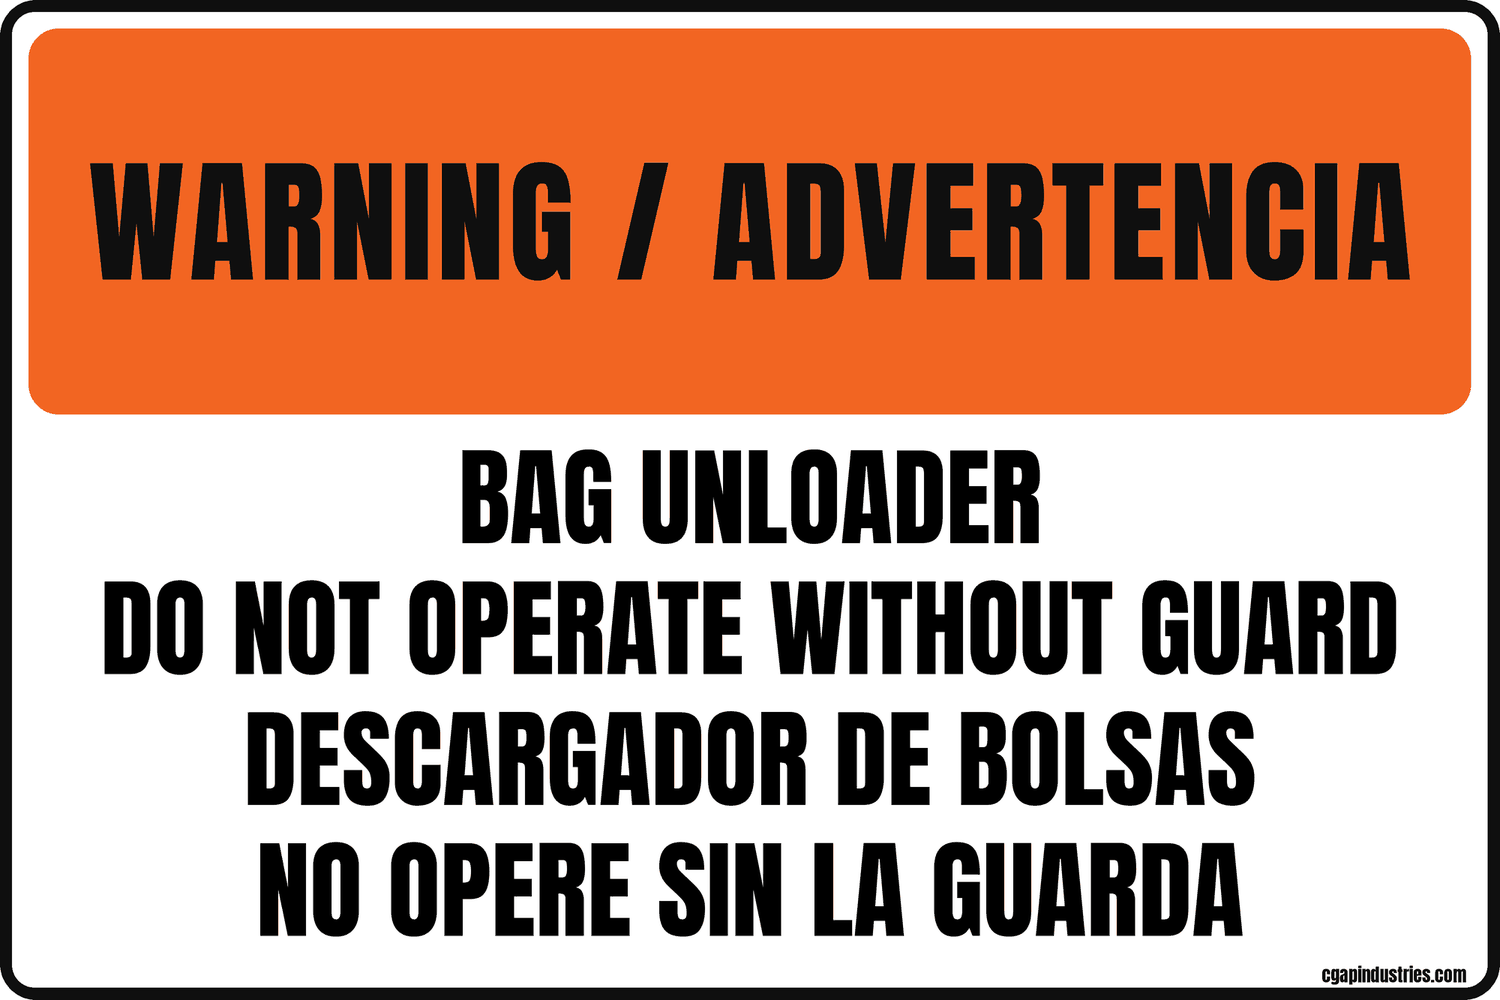 WARNING / ADVERTENCIA
BAG UNLOADER
DO NOT OPERATE WITHOUT GUARD
DESCARGADOR DE BOLSAS
NO OPERE SIN LA GUARDA
cgapindustries.com